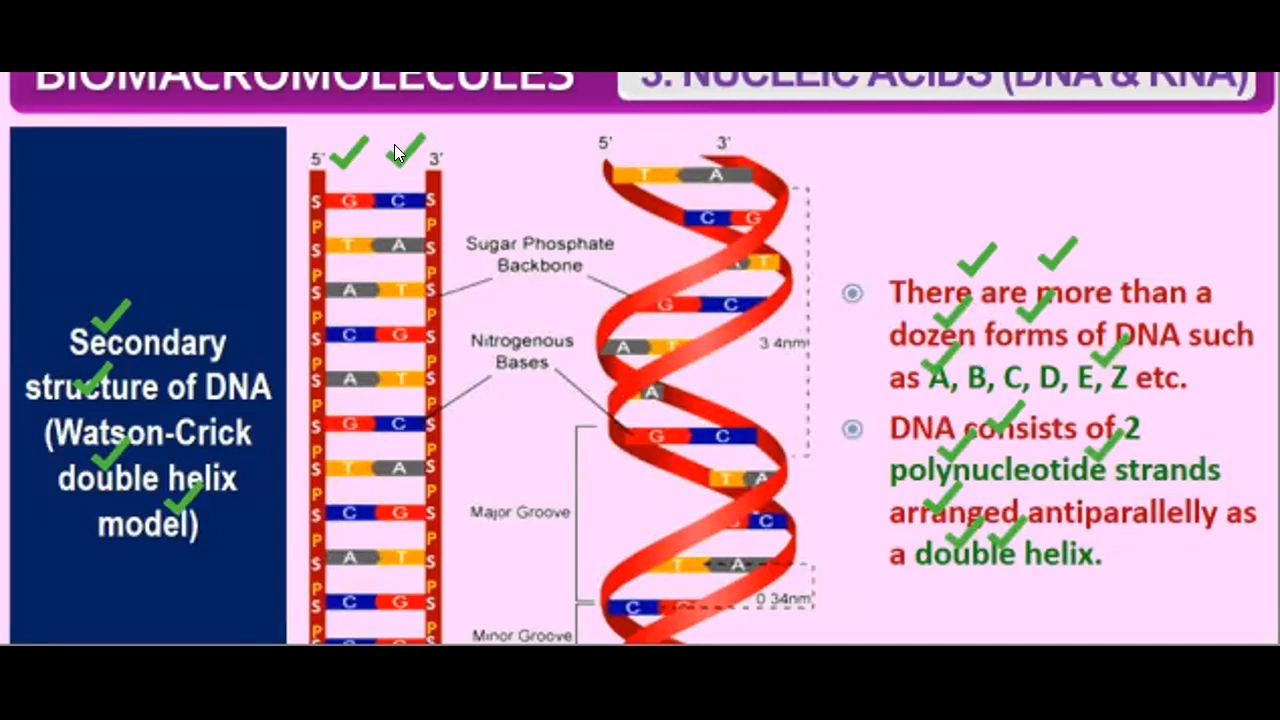 BIOMACROMOLECULES
3. NUCLEIC ACIDS (DNA & RNA)
Secondary
structure of DNA
(Watson-Crick
double helix
model)
5' 3'
S G C S
P P
S T A S
P P
S A T S
P P
S C G S
P P
S A T S
P P
S G C S
P P
S T A S
P P
S C G S
P P
S A T S
P P
S C G S
P P
Sugar Phosphate
Backbone
Nitrogenous
Bases
Major Groove
Minor Groove
5' 3'
T A
C G
T
G C
3.4nm
A T
A
G C
T A
C
T A
0.34nm
C
There are more than a
dozen forms of DNA such
as A, B, C, D, E, Z etc.
DNA consists of 2
polynucleotide strands
arranged antiparallelly as
a double helix.